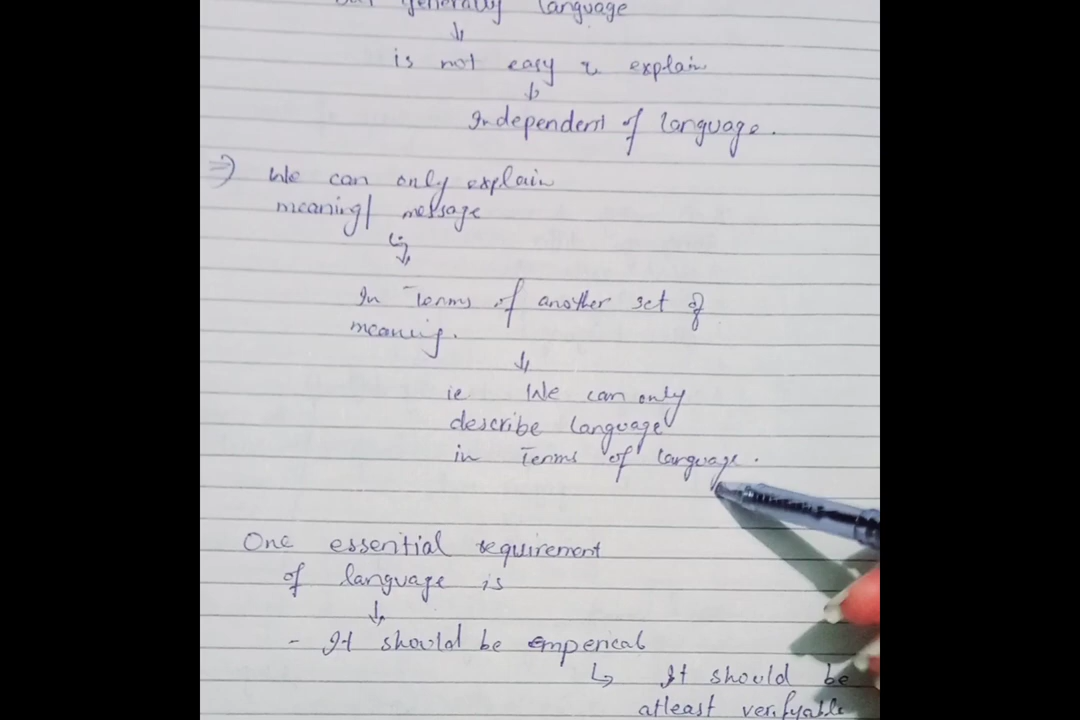 But generally language
↓
is not easy to explain
↓
Independent of language.
⇒ We can only explain
meaning/ message
↓
In Terms of another set of
meaning.
↓
ie We can only
describe language
in Terms of language.
One essential requirement
of language is
↓
- It should be emperical
↳ It should be
atleast verifyable